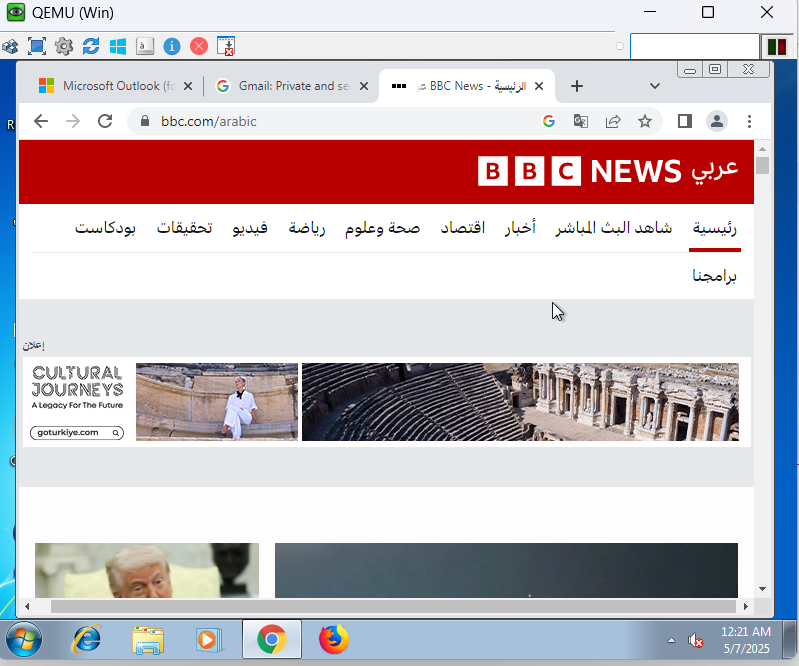 QEMU (Win)
Microsoft Outlook (fo
Gmail: Private and se
BBC News - الرئيسية
bbc.com/arabic
BBC NEWS عربي
رئيسية شاهد البث المباشر أخبار اقتصاد صحة وعلوم رياضة فيديو تحقيقات بودكاست
برامجنا
إعلان
CULTURAL
JOURNEYS
A Legacy For The Future
goturkiye.com
12:21 AM
5/7/2025